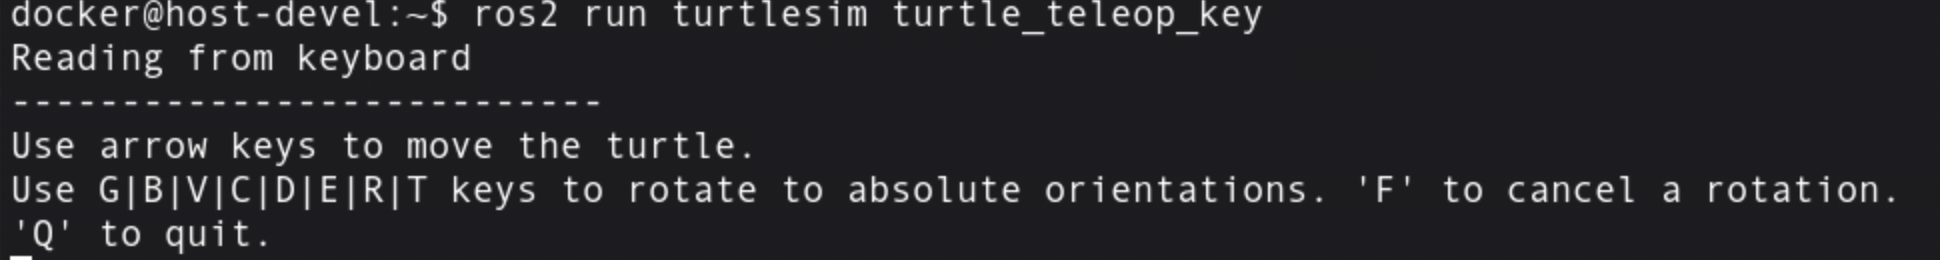 docker@host-devel:~$ ros2 run turtlesim turtle_teleop_key
Reading from keyboard
---------------------------
Use arrow keys to move the turtle.
Use G|B|V|C|D|E|R|T keys to rotate to absolute orientations. 'F' to cancel a rotation.
'Q' to quit.